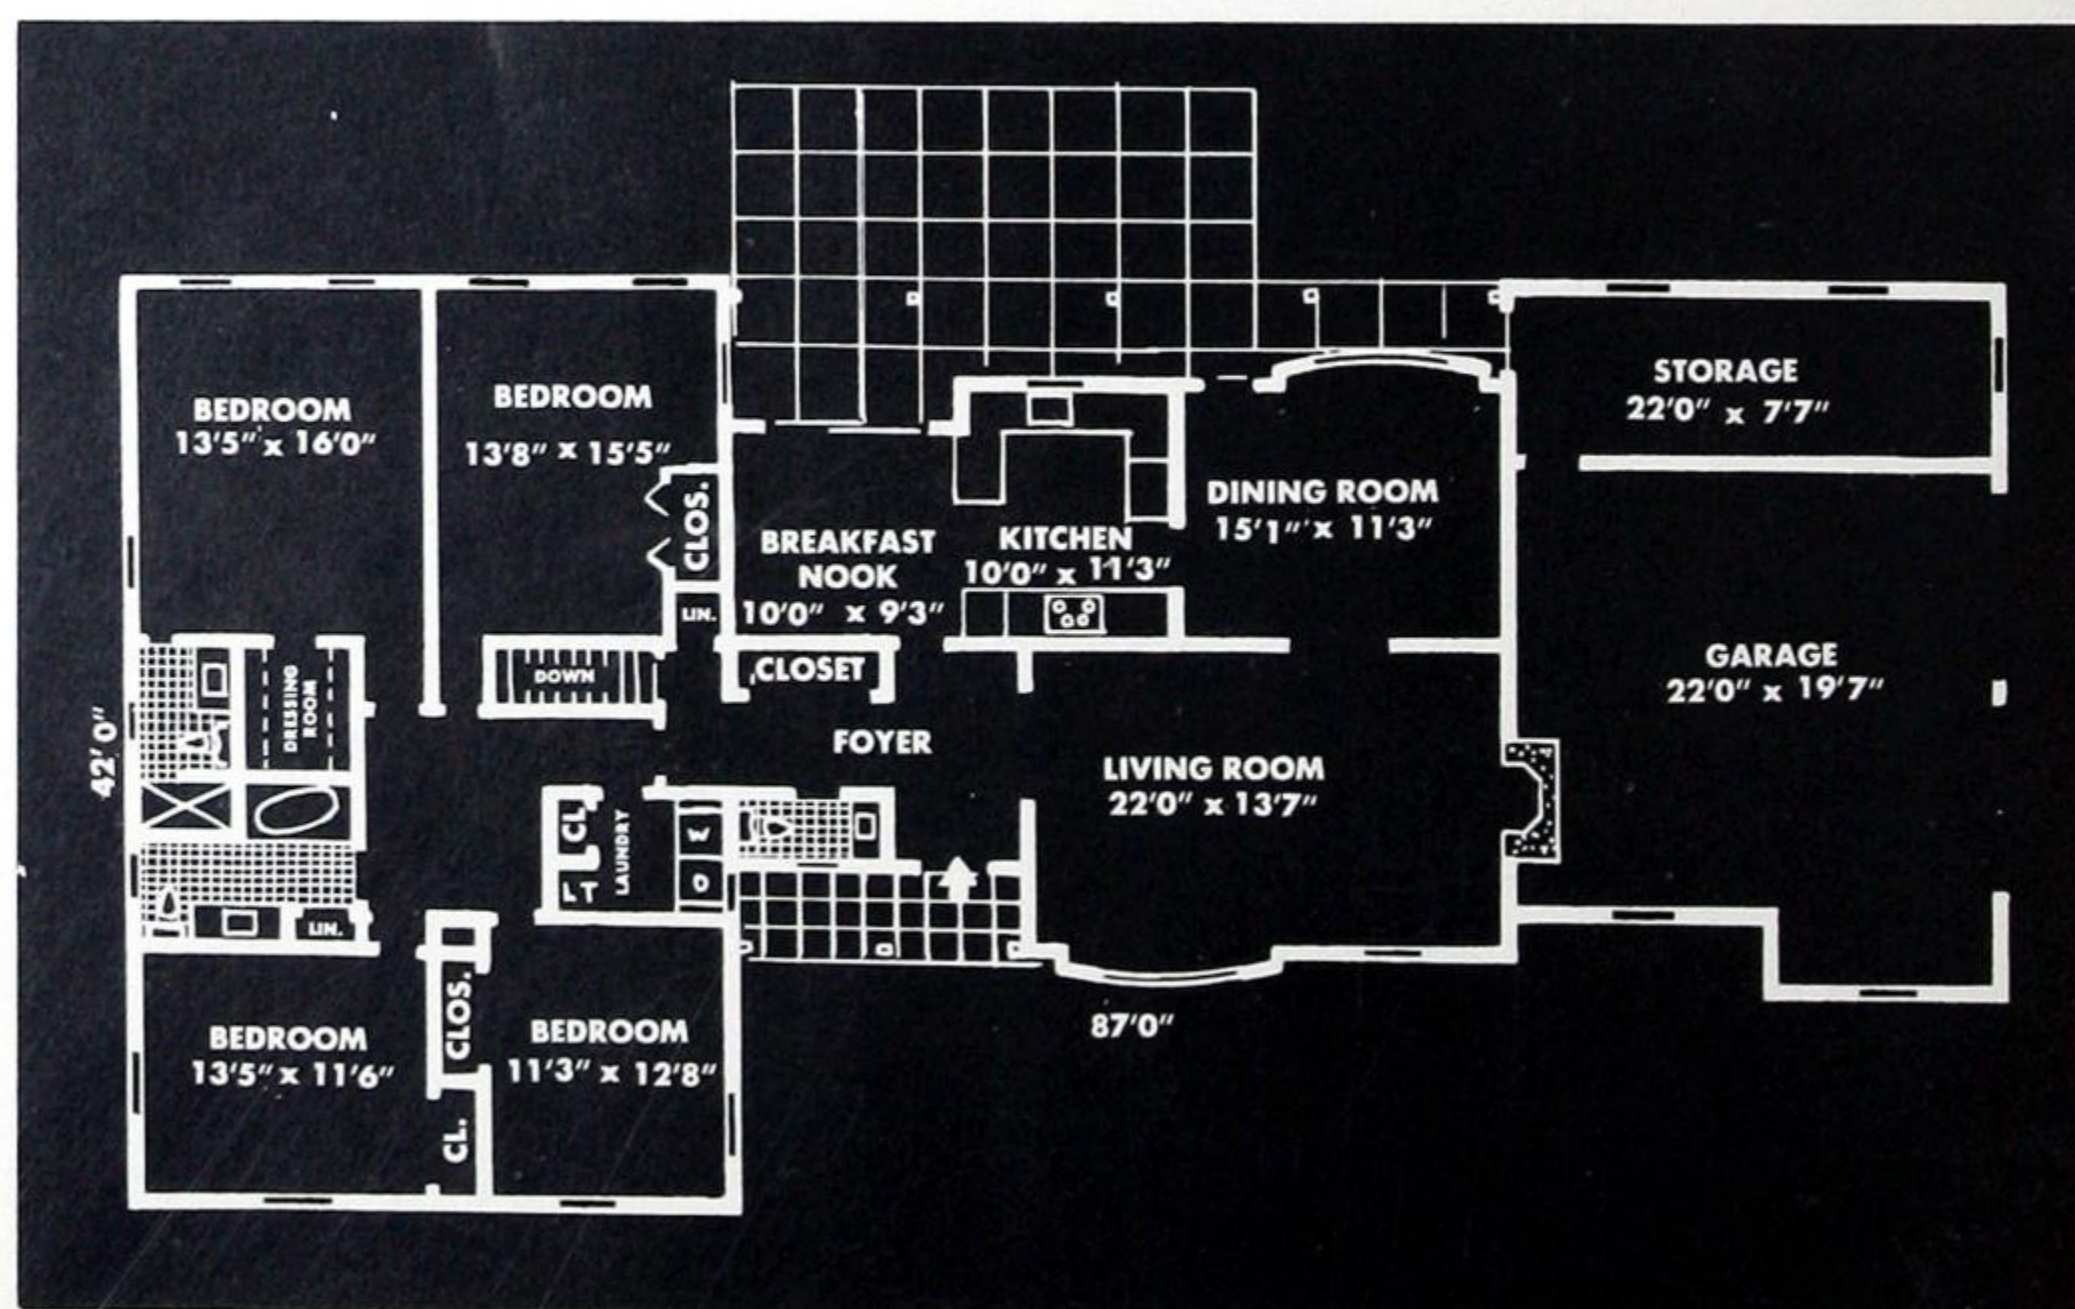 BEDROOM
13'5" x 16'0"
BEDROOM
13'8" x 15'5"
CLOS.
LIN.
BREAKFAST
NOOK
10'0" x 9'3"
KITCHEN
10'0" x 11'3"
DINING ROOM
15'1" x 11'3"
STORAGE
22'0" x 7'7"
GARAGE
22'0" x 19'7"
DRESSING
ROOM
DOWN
CLOSET
FOYER
LIVING ROOM
22'0" x 13'7"
42'0"
CL.
LT
LAUNDRY
W
D
LIN.
BEDROOM
13'5" x 11'6"
CLOS.
CL.
BEDROOM
11'3" x 12'8"
87'0"